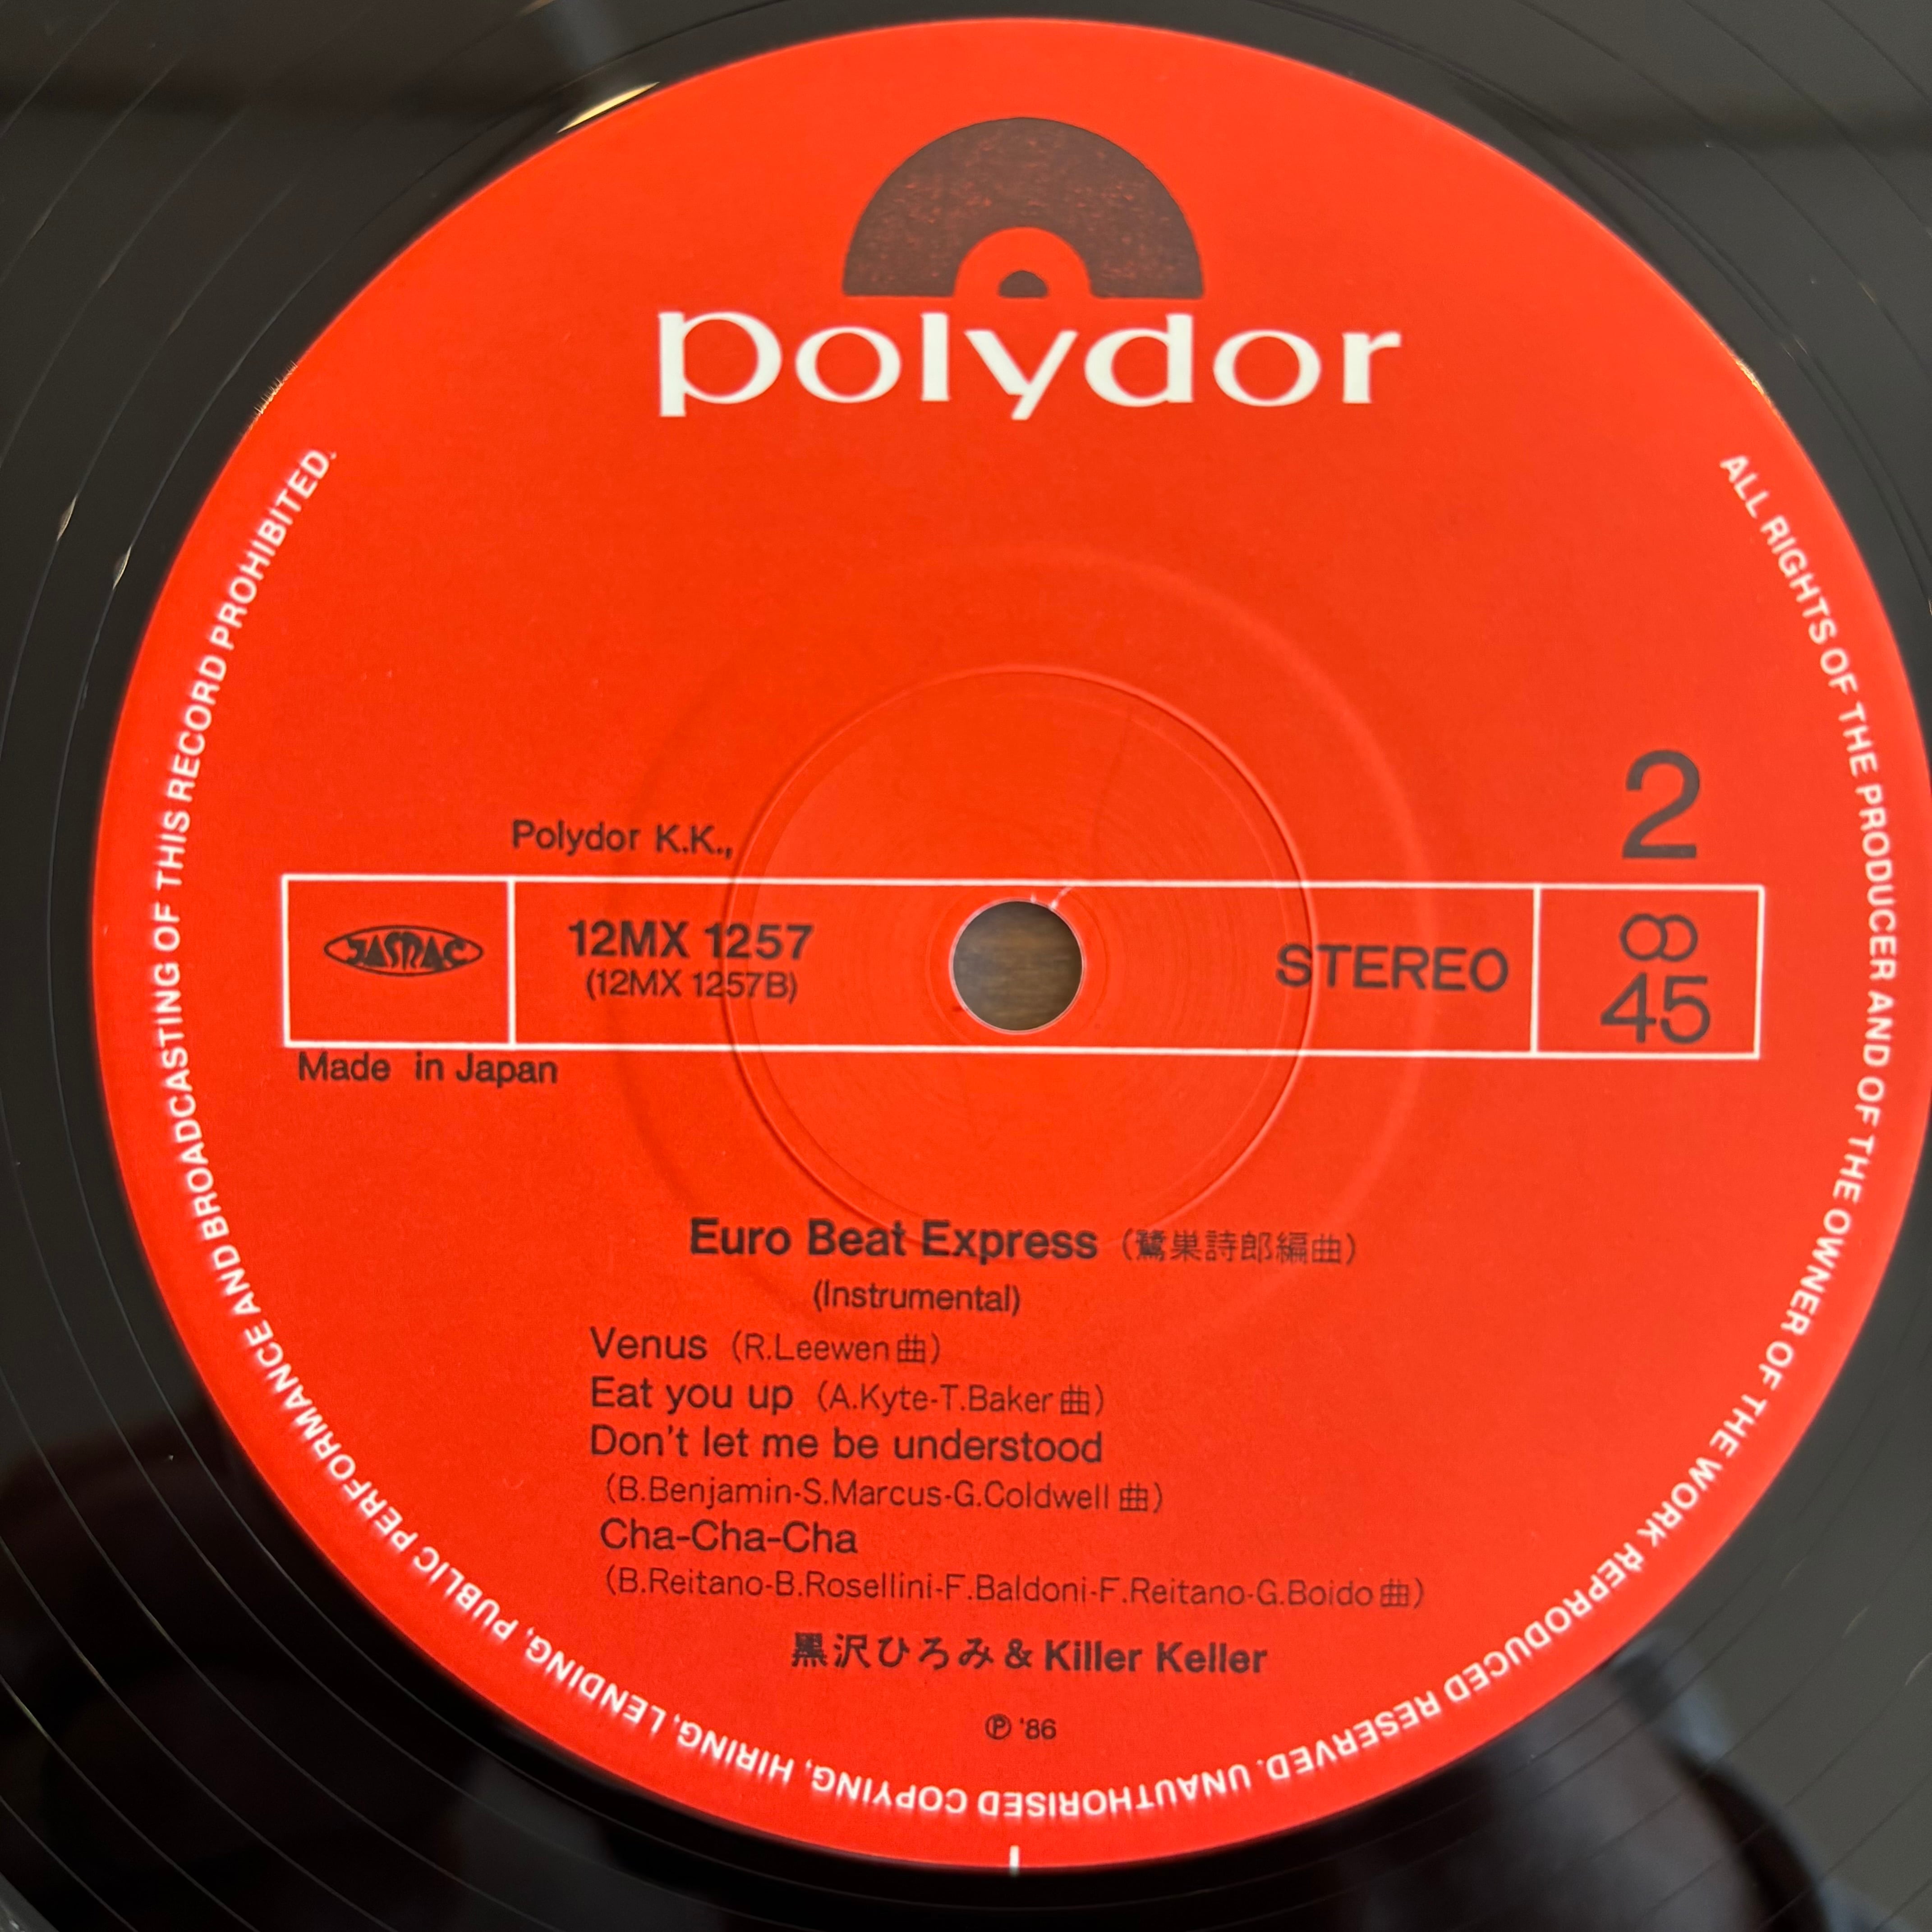 polydor
2
Polydor K.K.,
JASRAC
12MX 1257
(12MX 1257B)
STEREO
45
Made in Japan
Euro Beat Express (鷺巣詩郎編曲)
(Instrumental)
Venus (R.Leewen曲)
Eat you up (A.Kyte-T.Baker曲)
Don't let me be understood
(B.Benjamin-S.Marcus-G.Coldwell曲)
Cha-Cha-Cha
(B.Reitano-B.Rosellini-F.Baldoni-F.Reitano-G.Boido曲)
黒沢ひろみ & Killer Keller
℗ '86
ALL RIGHTS OF THE PRODUCER AND OF THE OWNER OF THE WORK REPRODUCED RESERVED. UNAUTHORISED COPYING, HIRING, LENDING, PUBLIC PERFORMANCE AND BROADCASTING OF THIS RECORD PROHIBITED.